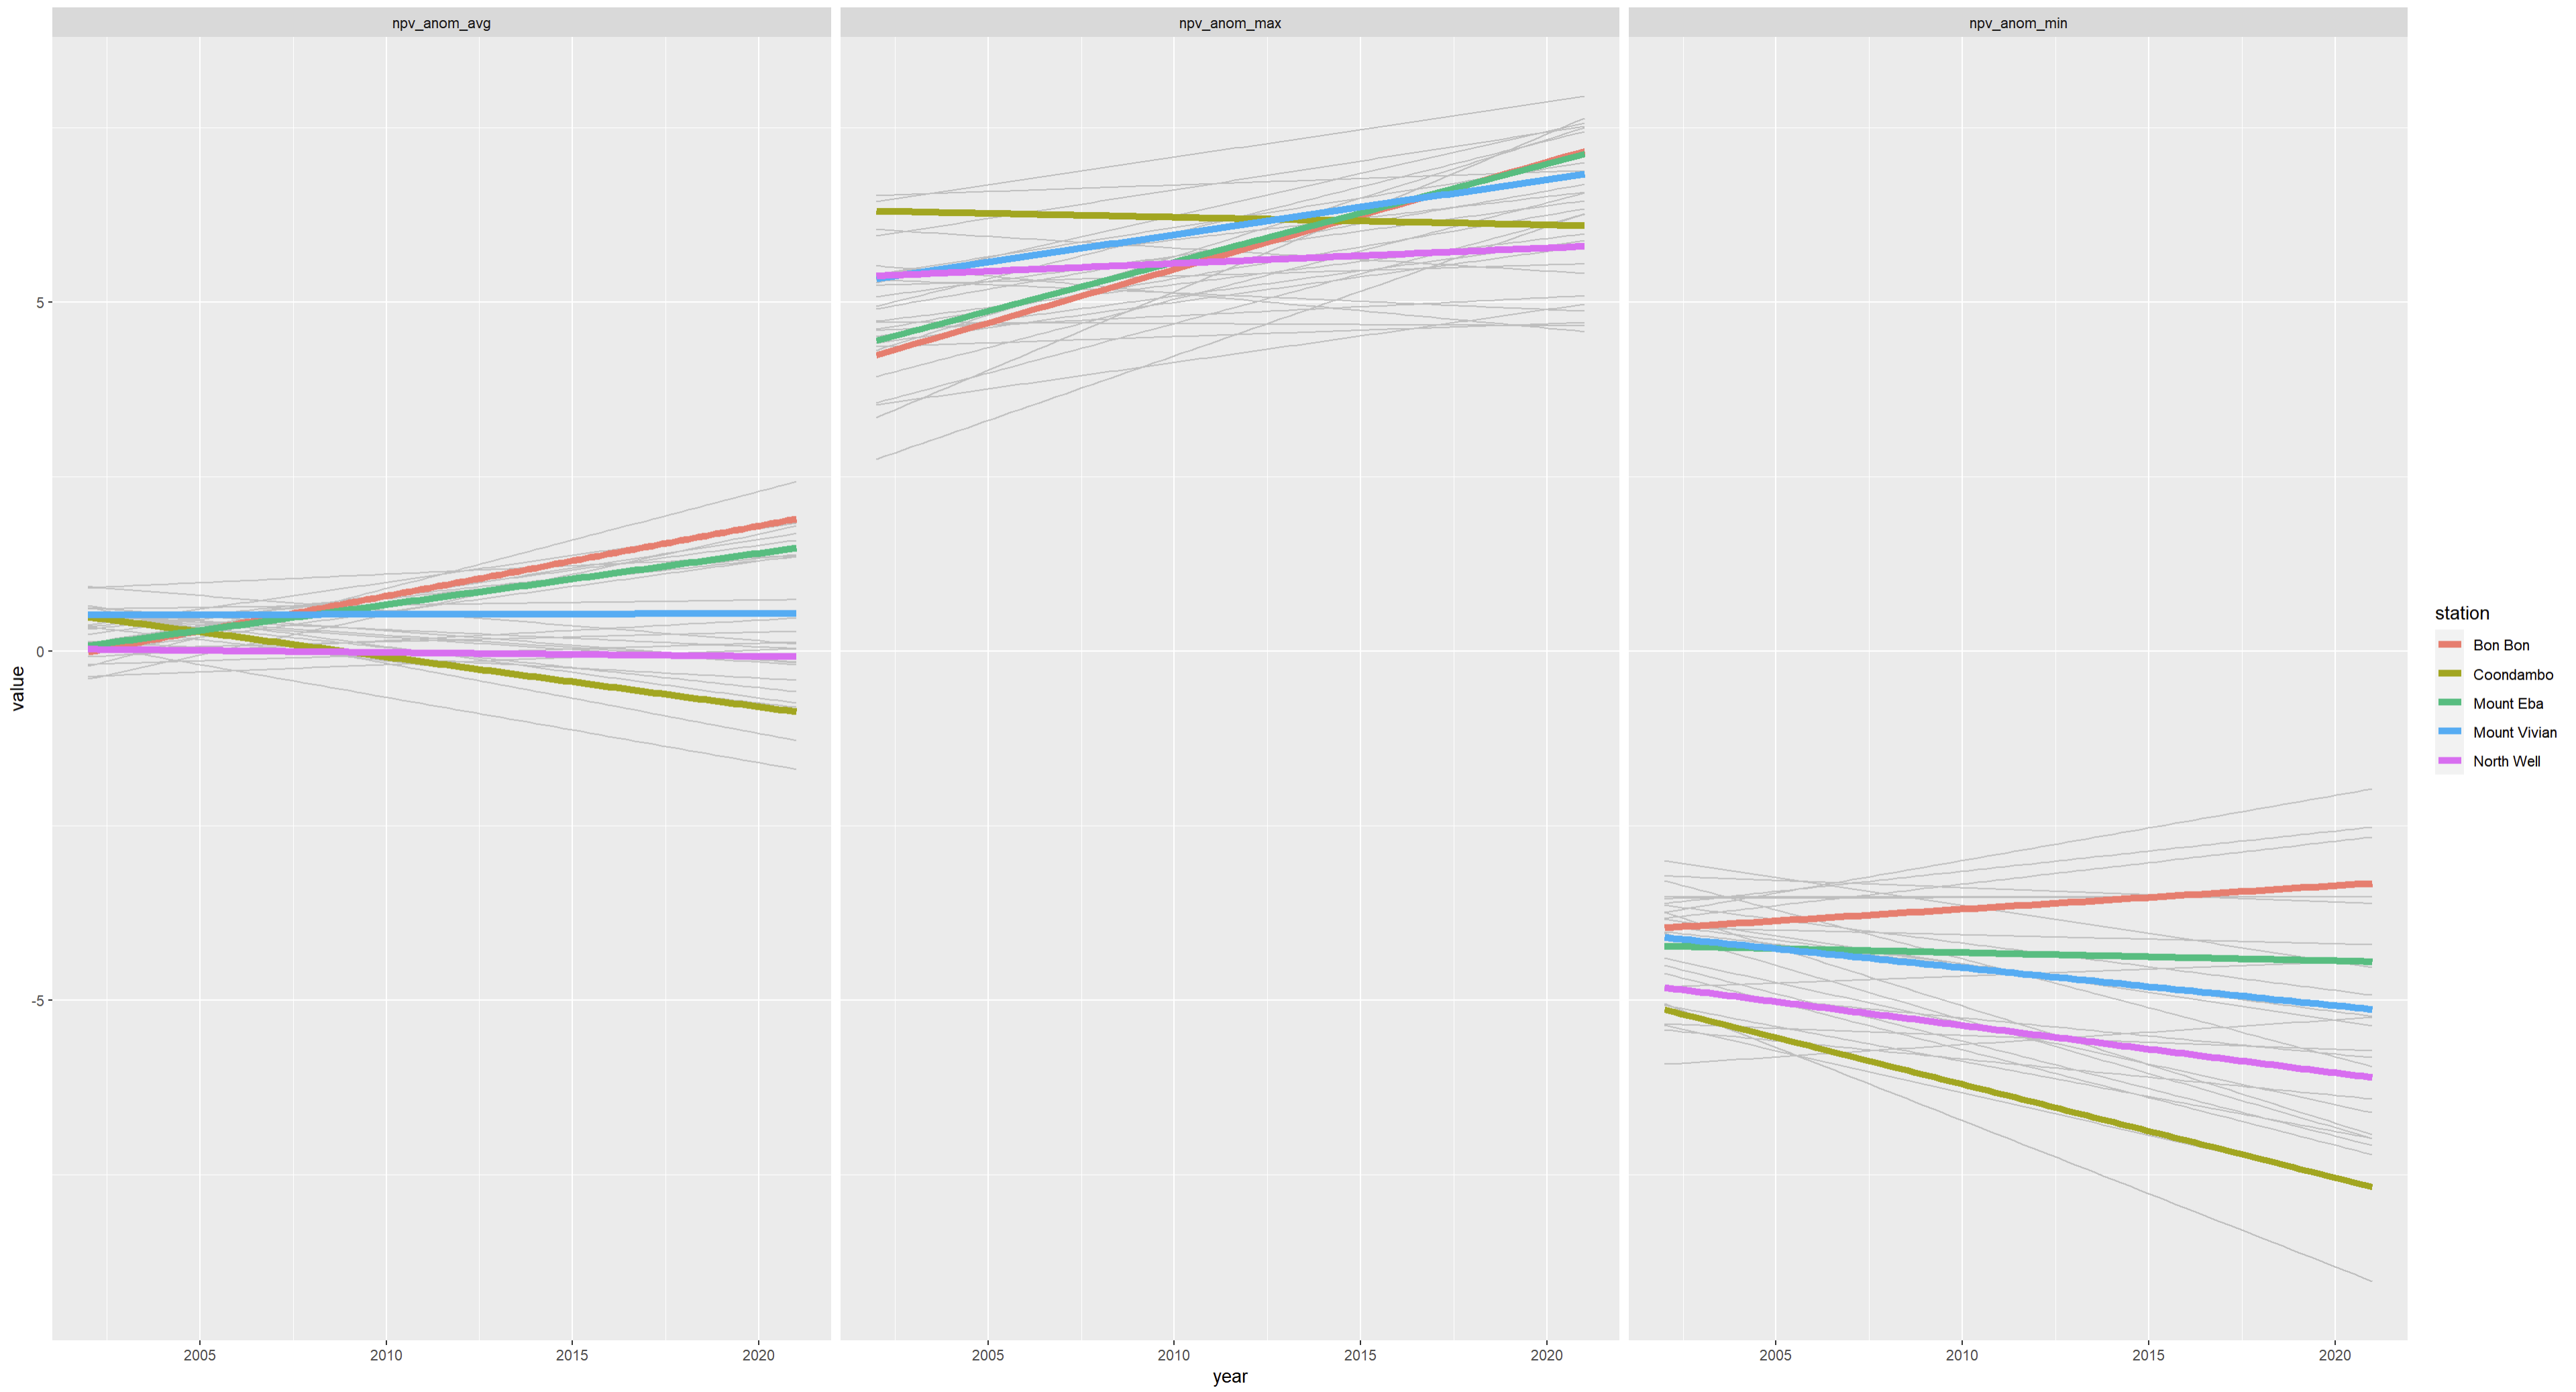 npv_anom_avg
npv_anom_max
npv_anom_min
value
5
0
-5
2005 2010 2015 2020
2005 2010 2015 2020
2005 2010 2015 2020
year
station
Bon Bon
Coondambo
Mount Eba
Mount Vivian
North Well